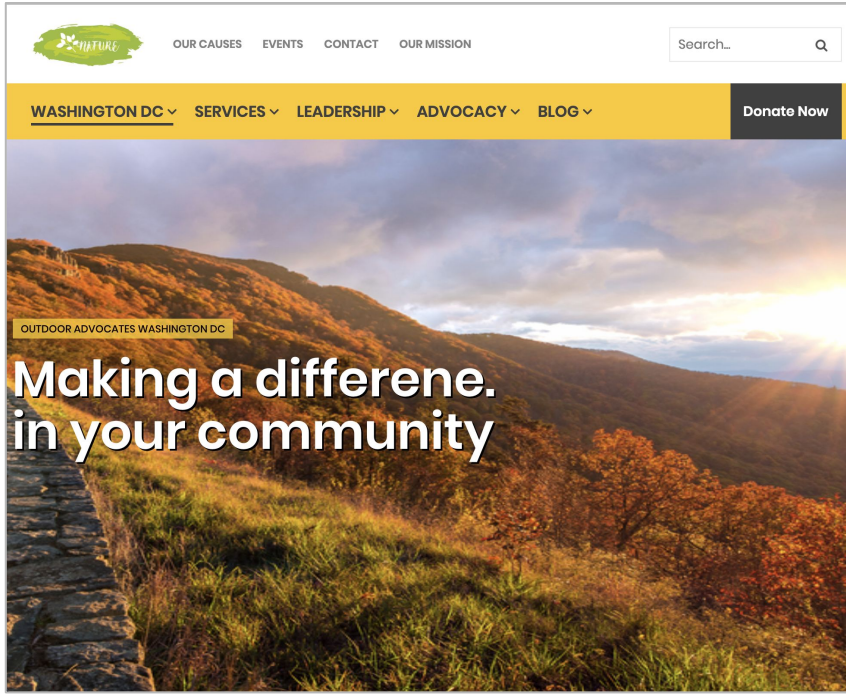 NATURE
OUR CAUSES EVENTS CONTACT OUR MISSION
Search...
WASHINGTON DC SERVICES LEADERSHIP ADVOCACY BLOG
Donate Now
OUTDOOR ADVOCATES WASHINGTON DC
Making a differene.
in your community